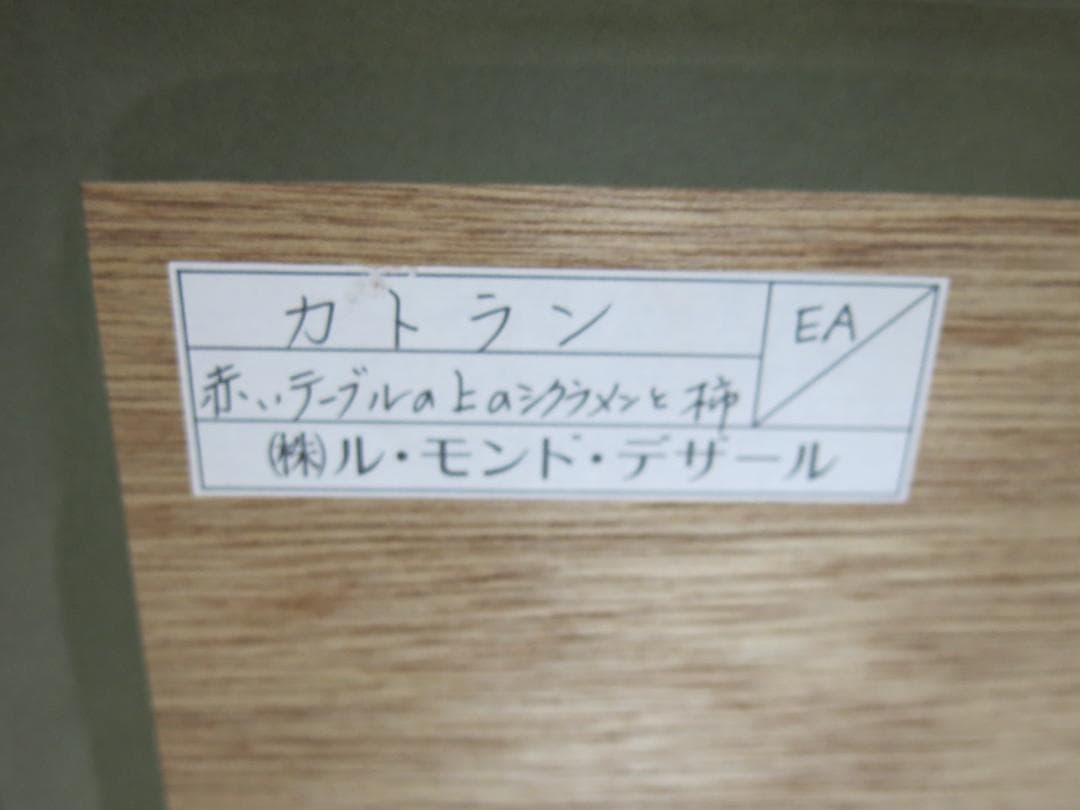 カトラン
EA
赤いテーブルの上のシクラメンと柿
㈱ル・モンド・デザール